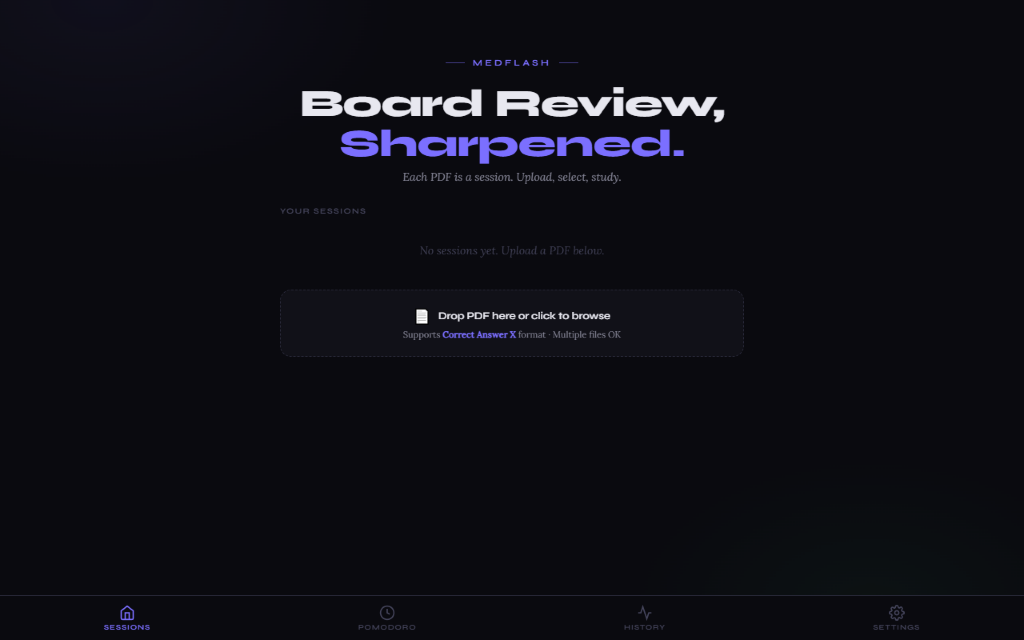 MEDFLASH
Board Review,
Sharpened.
Each PDF is a session. Upload, select, study.
YOUR SESSIONS
No sessions yet. Upload a PDF below.
Drop PDF here or click to browse
Supports Correct Answer X format · Multiple files OK
SESSIONS
POMODORO
HISTORY
SETTINGS